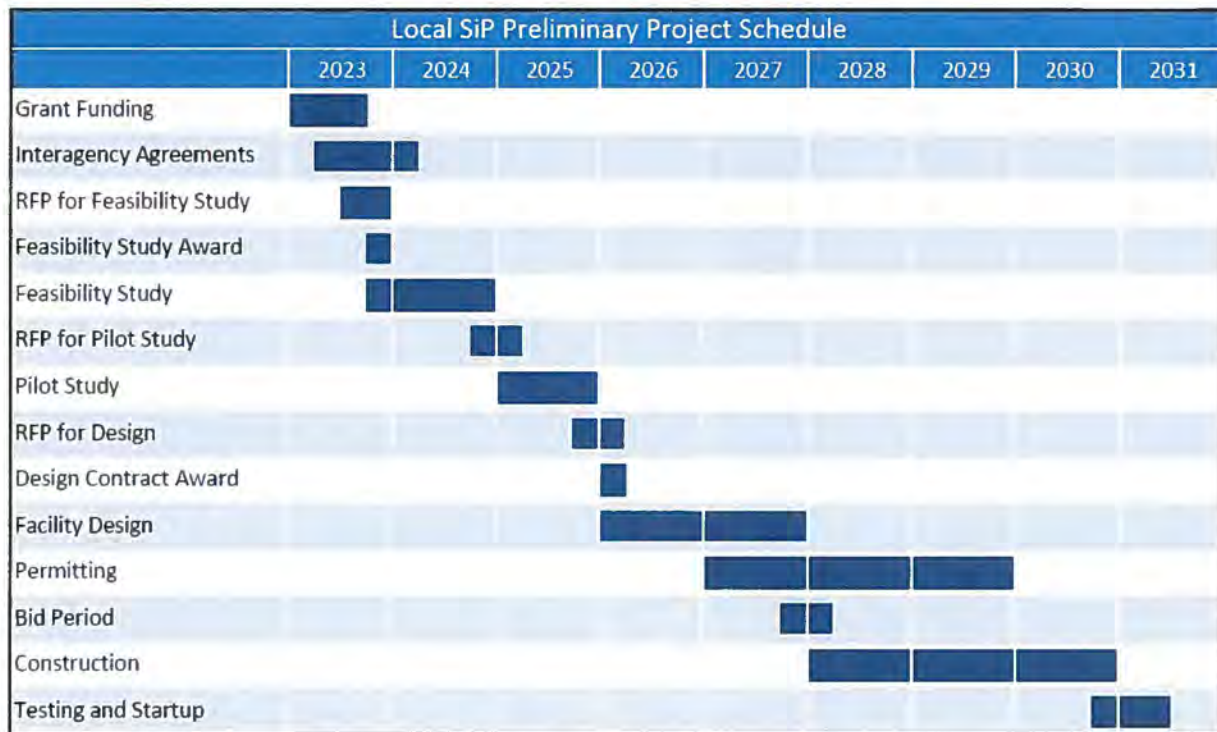 Local SiP Preliminary Project Schedule
2023 2024 2025 2026 2027 2028 2029 2030 2031
Grant Funding
Interagency Agreements
RFP for Feasibility Study
Feasibility Study Award
Feasibility Study
RFP for Pilot Study
Pilot Study
RFP for Design
Design Contract Award
Facility Design
Permitting
Bid Period
Construction
Testing and Startup